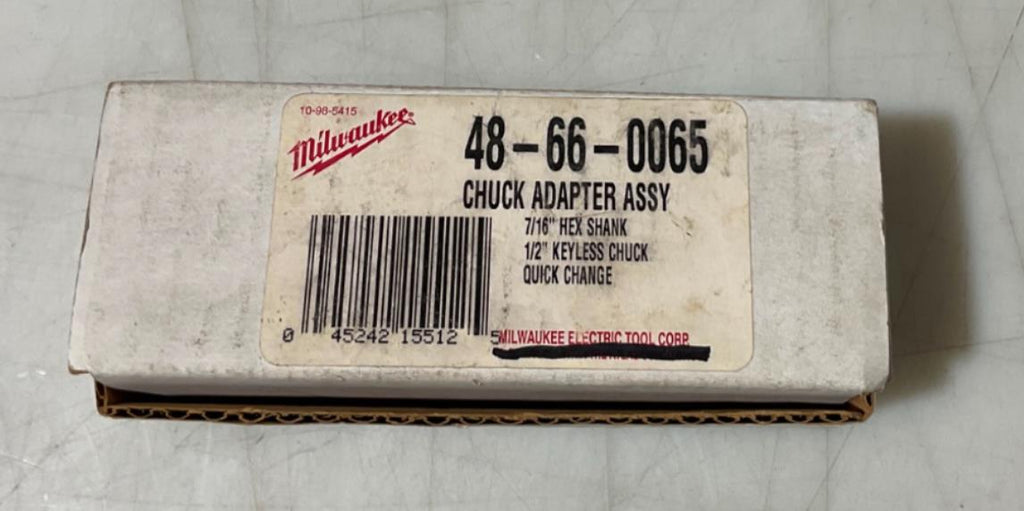 10-98-5415
Milwaukee
48-66-0065
CHUCK ADAPTER ASSY
7/16" HEX SHANK
1/2" KEYLESS CHUCK
QUICK CHANGE
0 45242 15512 5
MILWAUKEE ELECTRIC TOOL CORP.